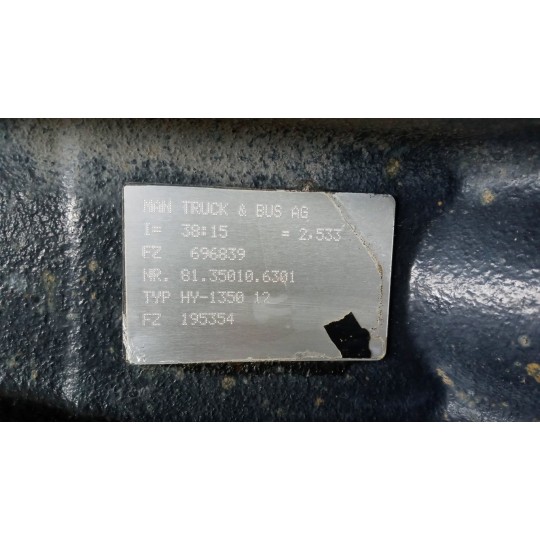 MAN TRUCK & BUS AG
I= 38:15 = 2,533
FZ 696839
NR. 81.35010.6301
TYP HY-1350 12
FZ 195354